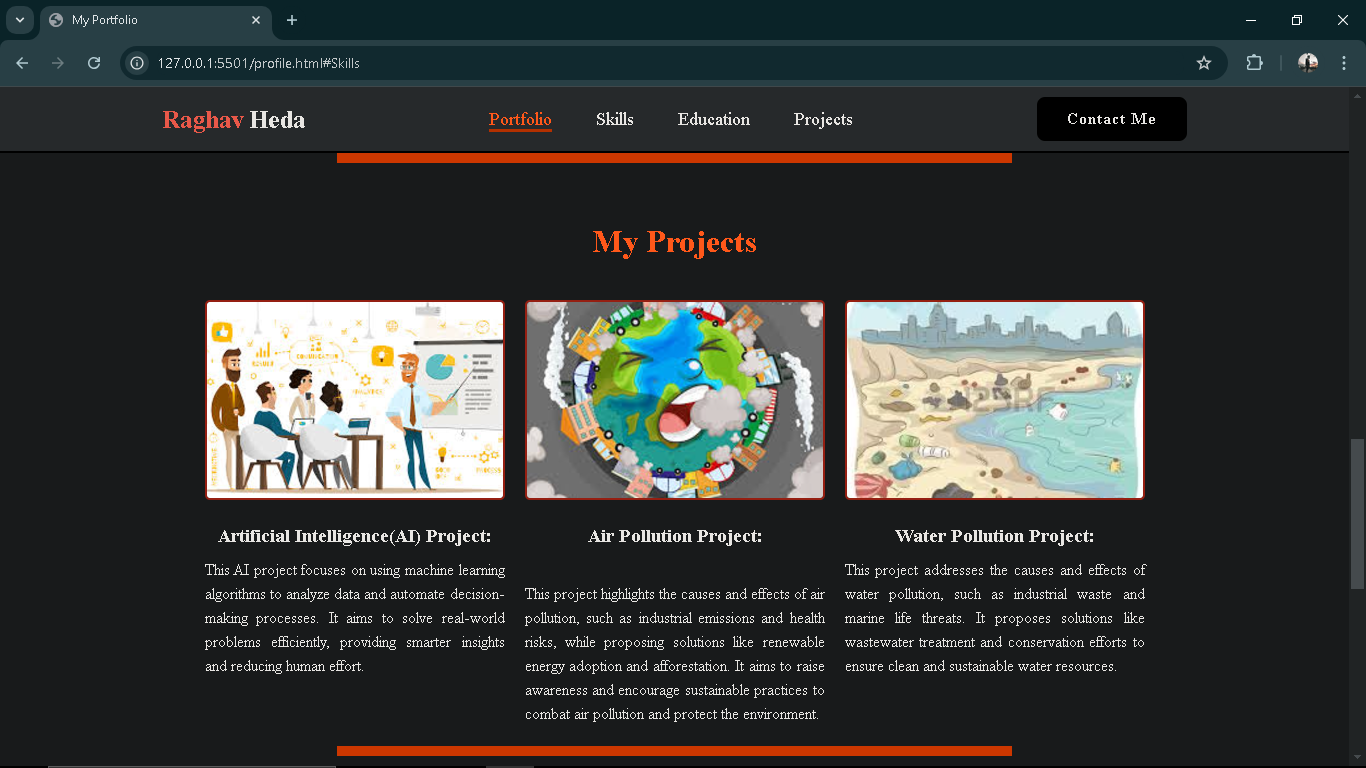 My Portfolio
127.0.0.1:5501/profile.html#Skills
Raghav Heda
Portfolio
Skills
Education
Projects
Contact Me
My Projects
Artificial Intelligence(AI) Project:
This AI project focuses on using machine learning
algorithms to analyze data and automate decision-
making processes. It aims to solve real-world
problems efficiently, providing smarter insights
and reducing human effort.
Air Pollution Project:
This project highlights the causes and effects of air
pollution, such as industrial emissions and health
risks, while proposing solutions like renewable
energy adoption and afforestation. It aims to raise
awareness and encourage sustainable practices to
combat air pollution and protect the environment.
Water Pollution Project:
This project addresses the causes and effects of
water pollution, such as industrial waste and
marine life threats. It proposes solutions like
wastewater treatment and conservation efforts to
ensure clean and sustainable water resources.